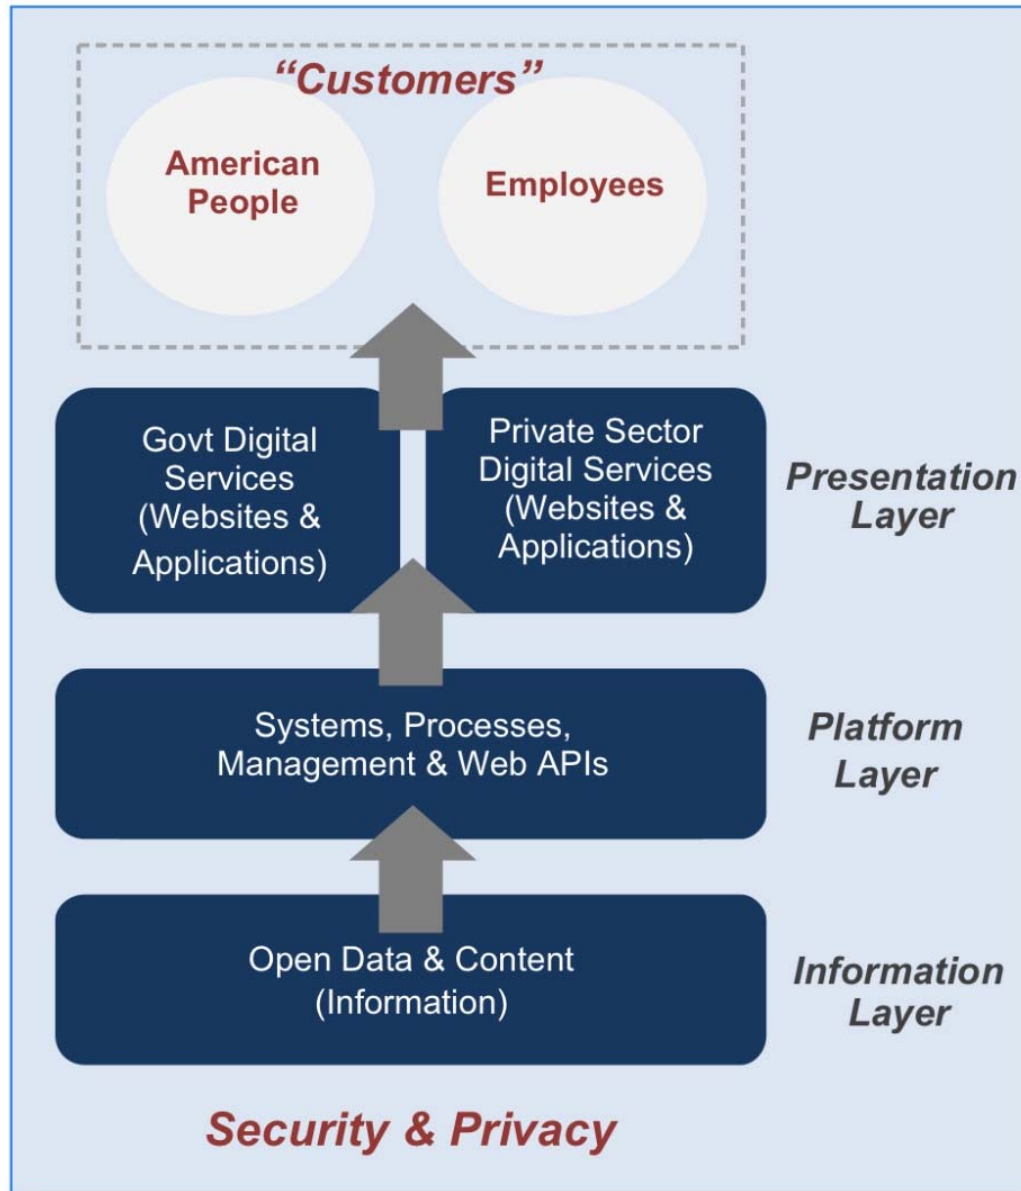 “Customers”
American
People
Employees
Govt Digital
Services
(Websites &
Applications)
Private Sector
Digital Services
(Websites &
Applications)
Presentation
Layer
Systems, Processes,
Management & Web APIs
Platform
Layer
Open Data & Content
(Information)
Information
Layer
Security & Privacy